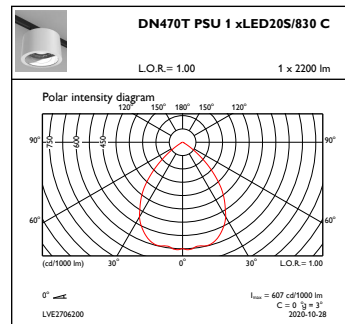 DN470T PSU 1 xLED20S/830 C
L.O.R.= 1.00 1 x 2200 lm
Polar intensity diagram
120° 150° 180° 150° 120°
90° 750 600 450 90°
60° 60°
(cd/1000 lm) 30° 0° 30° L.O.R.= 1.00
0° Imax = 607 cd/1000 lm
C = 0 °g = 3°
LVE2706200 2020-10-28